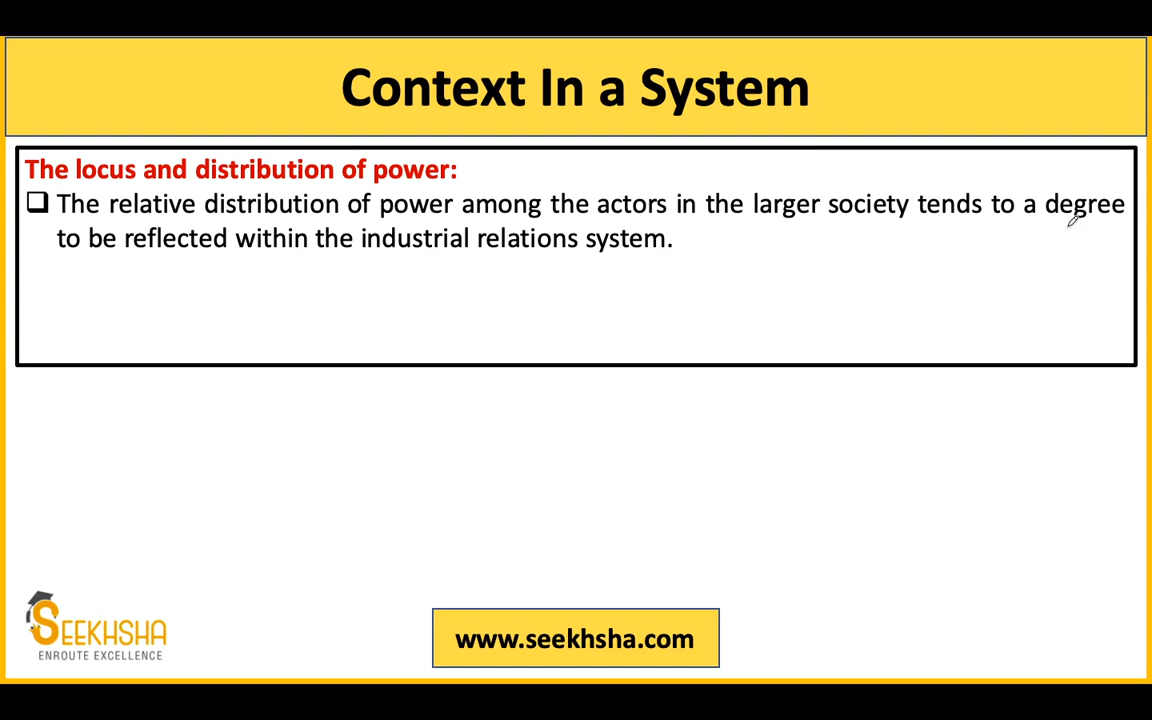 Context In a System
The locus and distribution of power:
The relative distribution of power among the actors in the larger society tends to a degree
to be reflected within the industrial relations system.
SEEKHSHA
ENROUTE EXCELLENCE
www.seekhsha.com